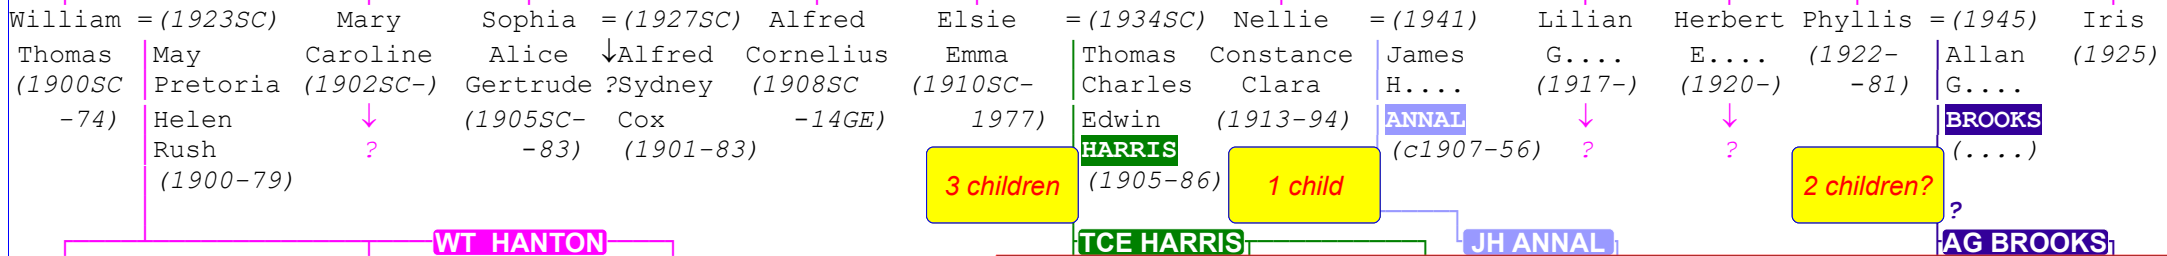 William =(1923SC) Mary Sophia =(1927SC) Alfred Elsie =(1934SC) Nellie =(1941) Lilian Herbert Phyllis =(1945) Iris
Thomas May Caroline Alice ↓Alfred Cornelius Emma Thomas Constance James G.... E.... (1922- Allan (1925)
(1900SC Pretoria (1902SC-) Gertrude ?Sydney (1908SC (1910SC- Charles Clara H.... (1917-) (1920-) -81) G....
-74) Helen ↓ (1905SC- Cox -14GE) 1977) Edwin (1913-94) ANNAL ↓ ↓ BROOKS
Rush ? -83) (1901-83) HARRIS (c1907-56) ? ? (....)
(1900-79) 3 children (1905-86) 1 child 2 children?
?
WT HANTON TCE HARRIS JH ANNAL AG BROOKS